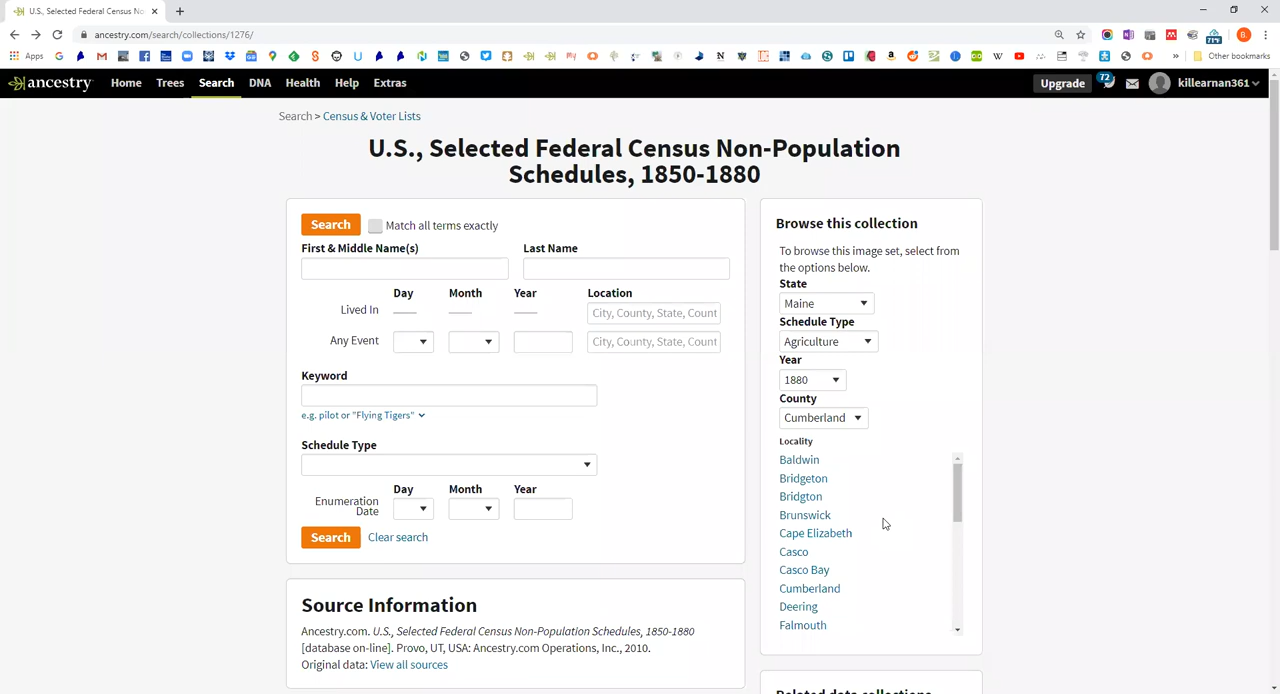 U.S., Selected Federal Census No
ancestry.com/search/collections/1276/
Apps
Other bookmarks
ancestry
Home
Trees
Search
DNA
Health
Help
Extras
Upgrade
72
killearnan361
Search > Census & Voter Lists
U.S., Selected Federal Census Non-Population
Schedules, 1850-1880
Search
Match all terms exactly
First & Middle Name(s)
Last Name
Day
Month
Year
Location
Lived In
City, County, State, Count
Any Event
City, County, State, Count
Keyword
e.g. pilot or "Flying Tigers"
Schedule Type
Day
Month
Year
Enumeration
Date
Search
Clear search
Source Information
Ancestry.com. U.S., Selected Federal Census Non-Population Schedules, 1850-1880
[database on-line]. Provo, UT, USA: Ancestry.com Operations, Inc., 2010.
Original data: View all sources
Browse this collection
To browse this image set, select from
the options below.
State
Maine
Schedule Type
Agriculture
Year
1880
County
Cumberland
Locality
Baldwin
Bridgeton
Bridgton
Brunswick
Cape Elizabeth
Casco
Casco Bay
Cumberland
Deering
Falmouth
Related data collections